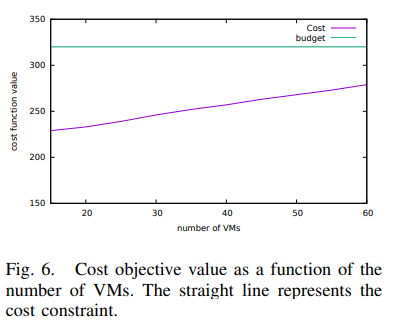 350
300
250
200
150
cost function value
Cost
budget
20 30 40 50 60
number of VMs
Fig. 6. Cost objective value as a function of the
number of VMs. The straight line represents the
cost constraint.